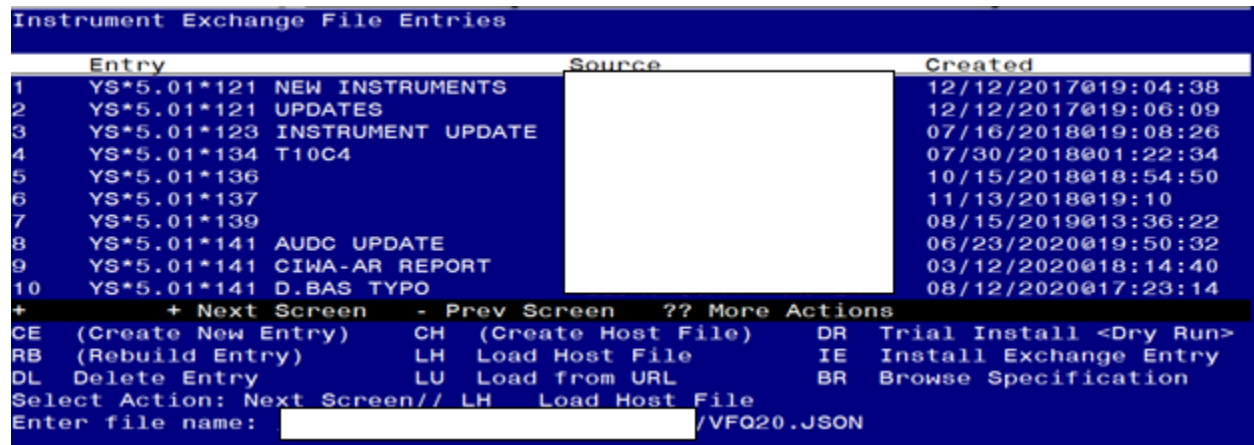 Instrument Exchange File Entries
Entry Source Created
1 YS*5.01*121 NEW INSTRUMENTS 12/12/2017@19:04:38
2 YS*5.01*121 UPDATES 12/12/2017@19:06:09
3 YS*5.01*123 INSTRUMENT UPDATE 07/16/2018@19:08:26
4 YS*5.01*134 T10C4 07/30/2018@01:22:34
5 YS*5.01*136 10/15/2018@18:54:50
6 YS*5.01*137 11/13/2018@19:10
7 YS*5.01*139 08/15/2019@13:36:22
8 YS*5.01*141 AUDC UPDATE 06/23/2020@19:50:32
9 YS*5.01*141 CIWA-AR REPORT 03/12/2020@18:14:40
10 YS*5.01*141 D.BAS TYPO 08/12/2020@17:23:14
+ + Next Screen - Prev Screen ?? More Actions
CE (Create New Entry) CH (Create Host File) DR Trial Install <Dry Run>
RB (Rebuild Entry) LH Load Host File IE Install Exchange Entry
DL Delete Entry LU Load from URL BR Browse Specification
Select Action: Next Screen// LH Load Host File
Enter file name: /VFQ20.JSON